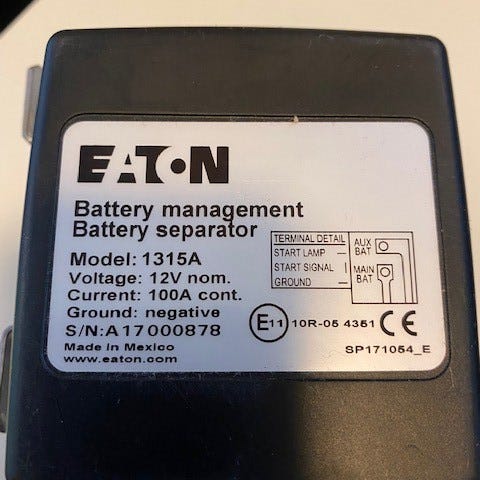 EATON
Battery management
Battery separator
Model: 1315A
Voltage: 12V nom.
Current: 100A cont.
Ground: negative
S/N:A17000878
Made in Mexico
www.eaton.com
TERMINAL DETAIL
START LAMP
START SIGNAL
GROUND
AUX BAT
MAIN BAT
E11 10R-05 4351 CE
SP171054_E